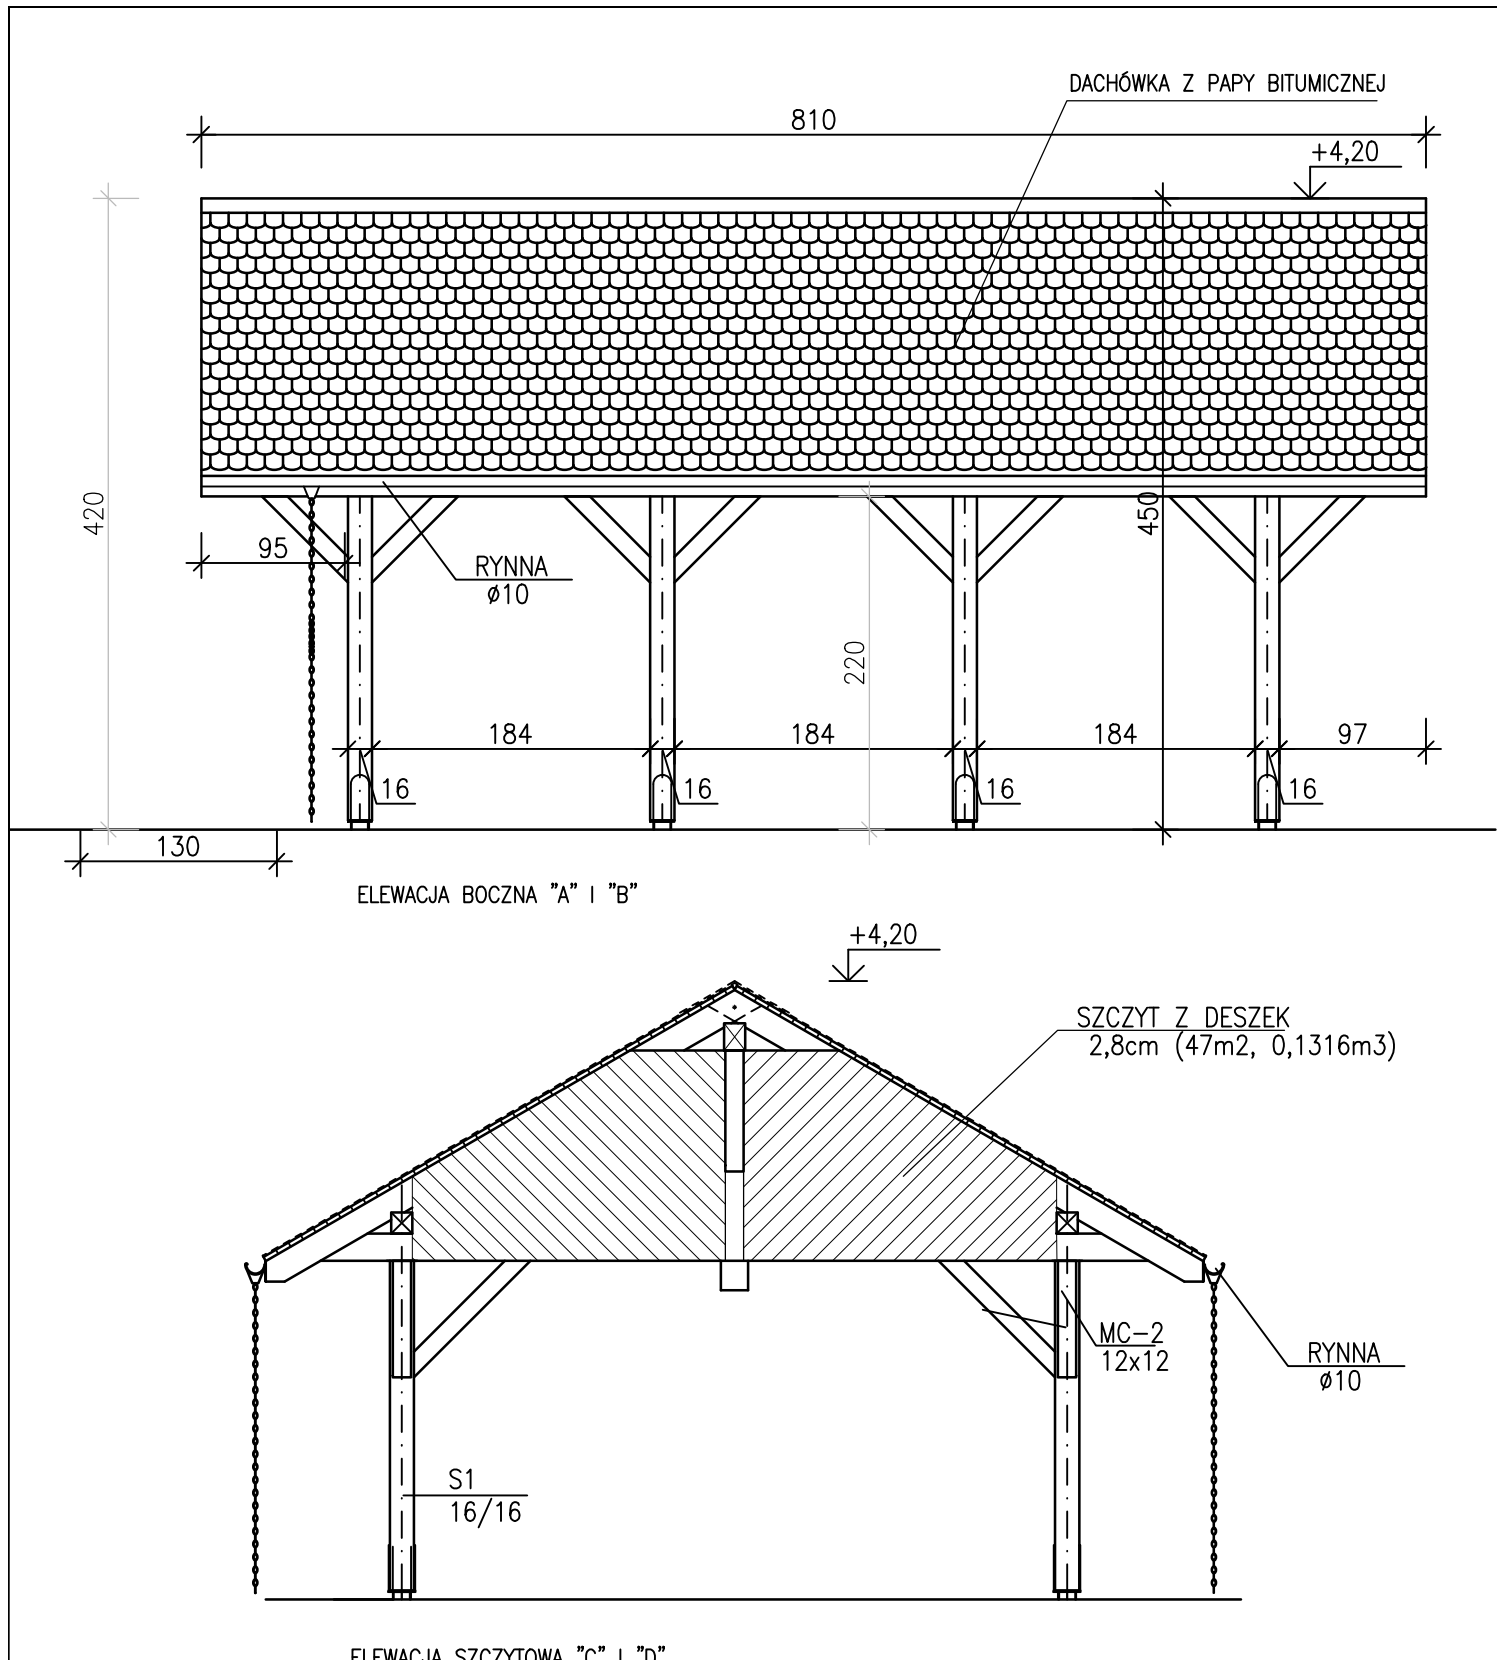 DACHÓWKA Z PAPY BITUMICZNEJ
810
+4,20
420
450
95
RYNNA
ø10
220
184
184
184
97
16
16
16
16
130
ELEWACJA BOCZNA "A" I "B"
+4,20
SZCZYT Z DESZEK
2,8cm (47m2, 0,1316m3)
MC-2
12x12
RYNNA
ø10
S1
16/16
ELEWACJA SZCZYTOWA "C" I "D"